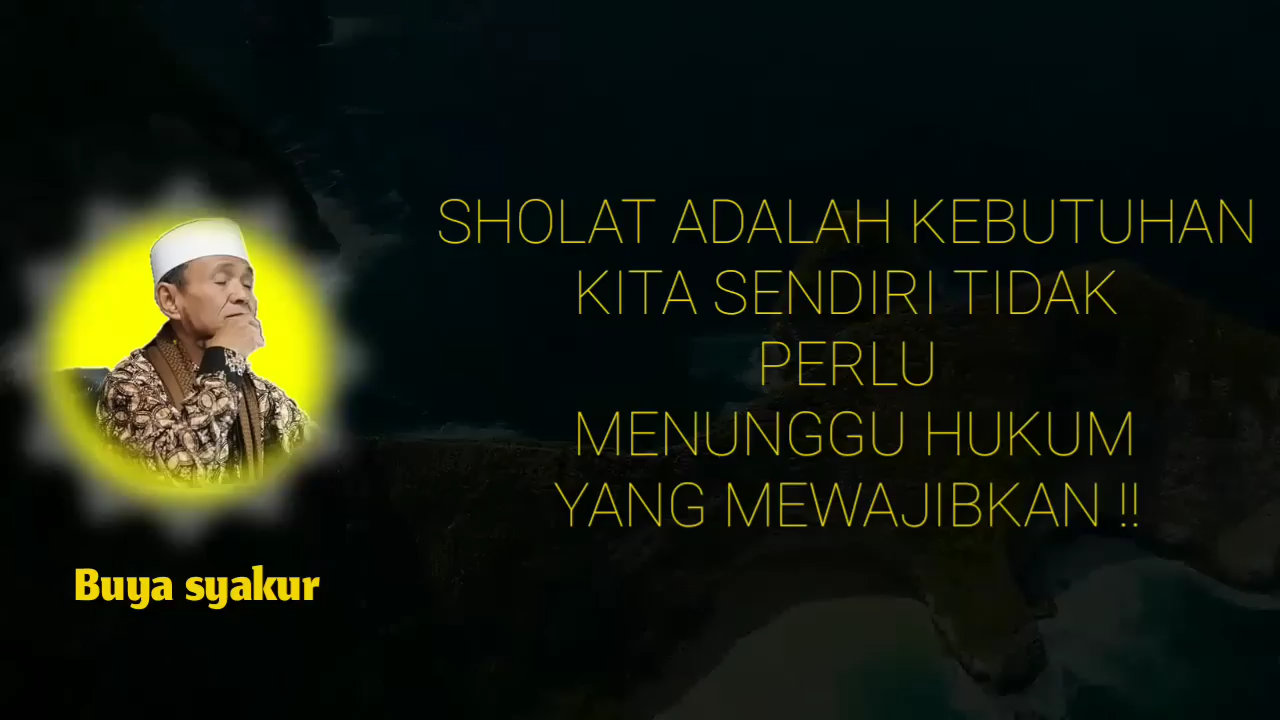 SHOLAT ADALAH KEBUTUHAN
KITA SENDIRI TIDAK
PERLU
MENUNGGU HUKUM
YANG MEWAJIBKAN !!
Buya syakur